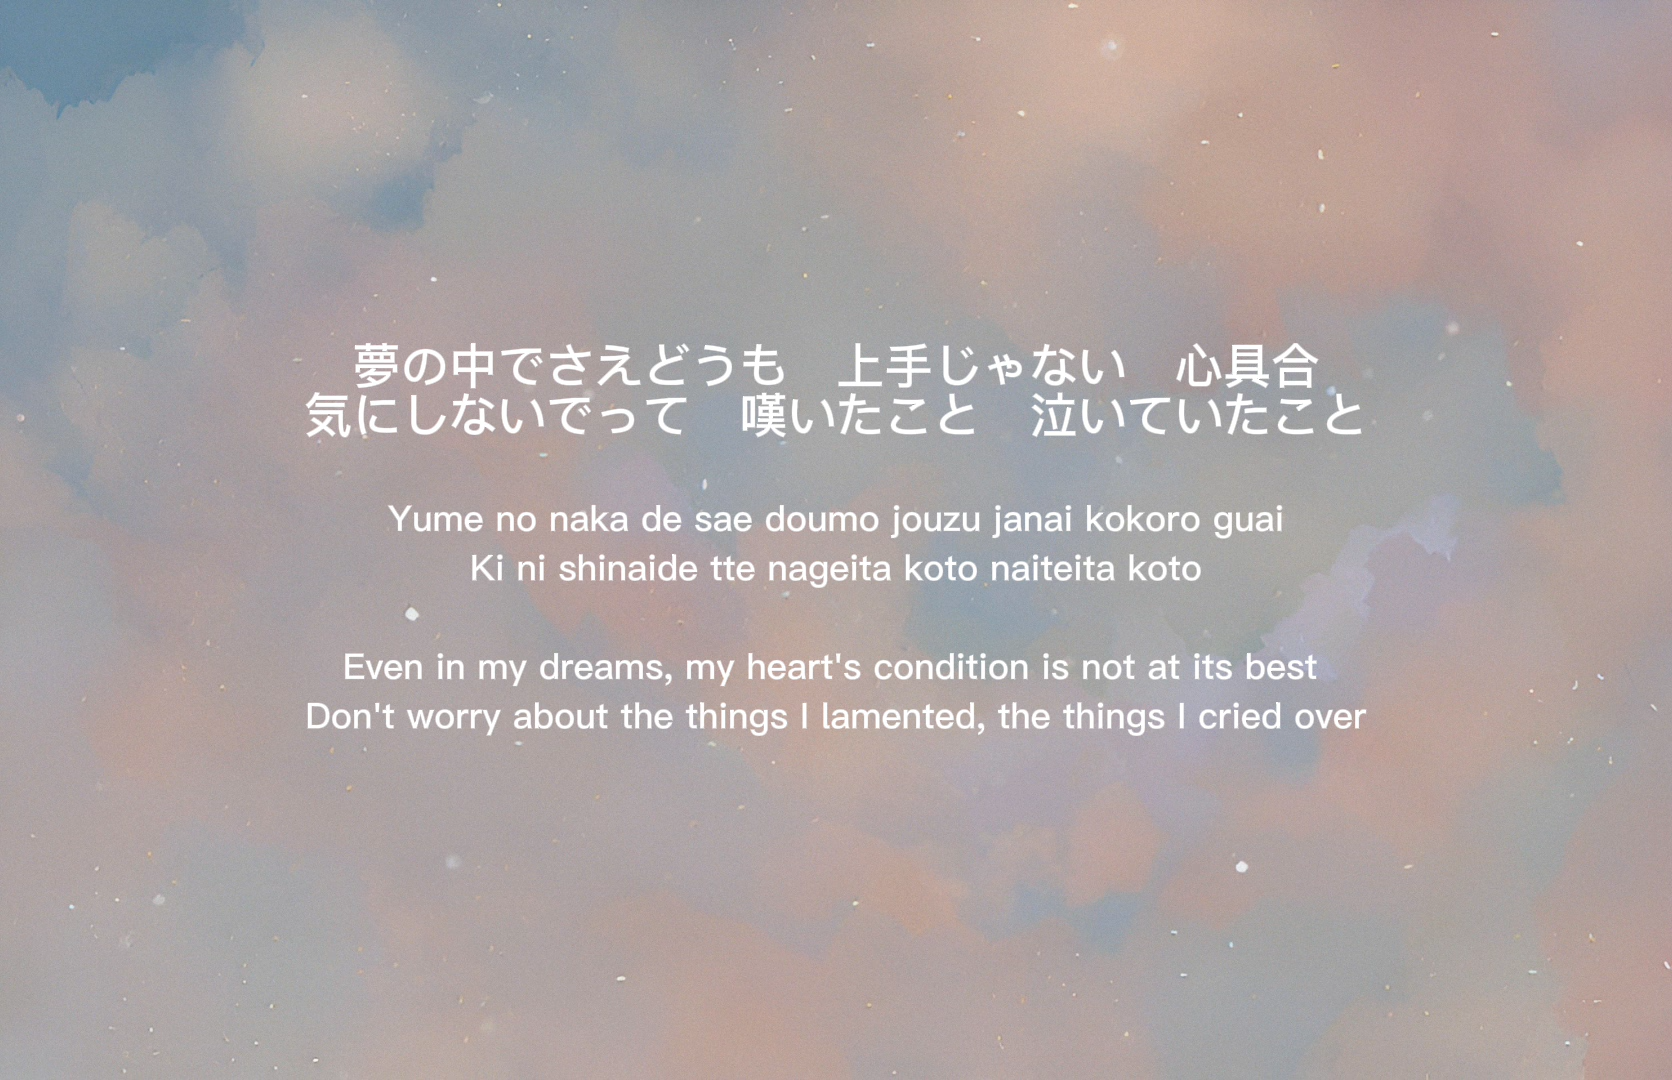 夢の中でさえどうも　上手じゃない　心具合
気にしないでって　嘆いたこと　泣いていたこと
Yume no naka de sae doumo jouzu janai kokoro guai
Ki ni shinaide tte nageita koto naiteita koto
Even in my dreams, my heart's condition is not at its best
Don't worry about the things I lamented, the things I cried over